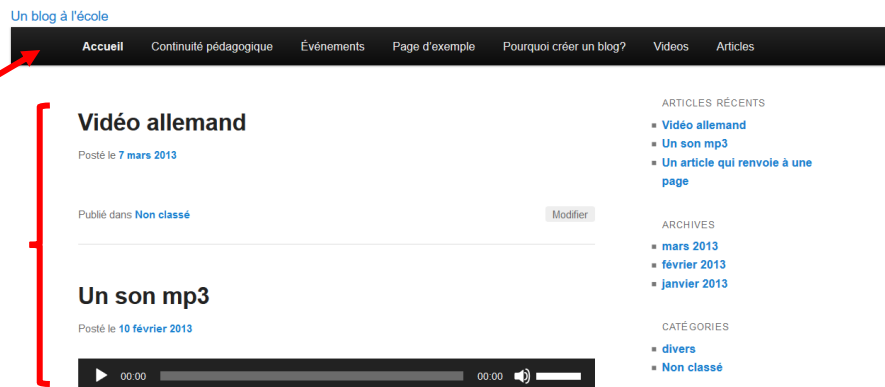 Un blog à l'école
Accueil Continuité pédagogique Événements Page d'exemple Pourquoi créer un blog? Videos Articles
Vidéo allemand
Posté le 7 mars 2013
Publié dans Non classé Modifier
Un son mp3
Posté le 10 février 2013
00:00 00:00
ARTICLES RÉCENTS
Vidéo allemand
Un son mp3
Un article qui renvoie à une
page
ARCHIVES
mars 2013
février 2013
janvier 2013
CATÉGORIES
divers
Non classé